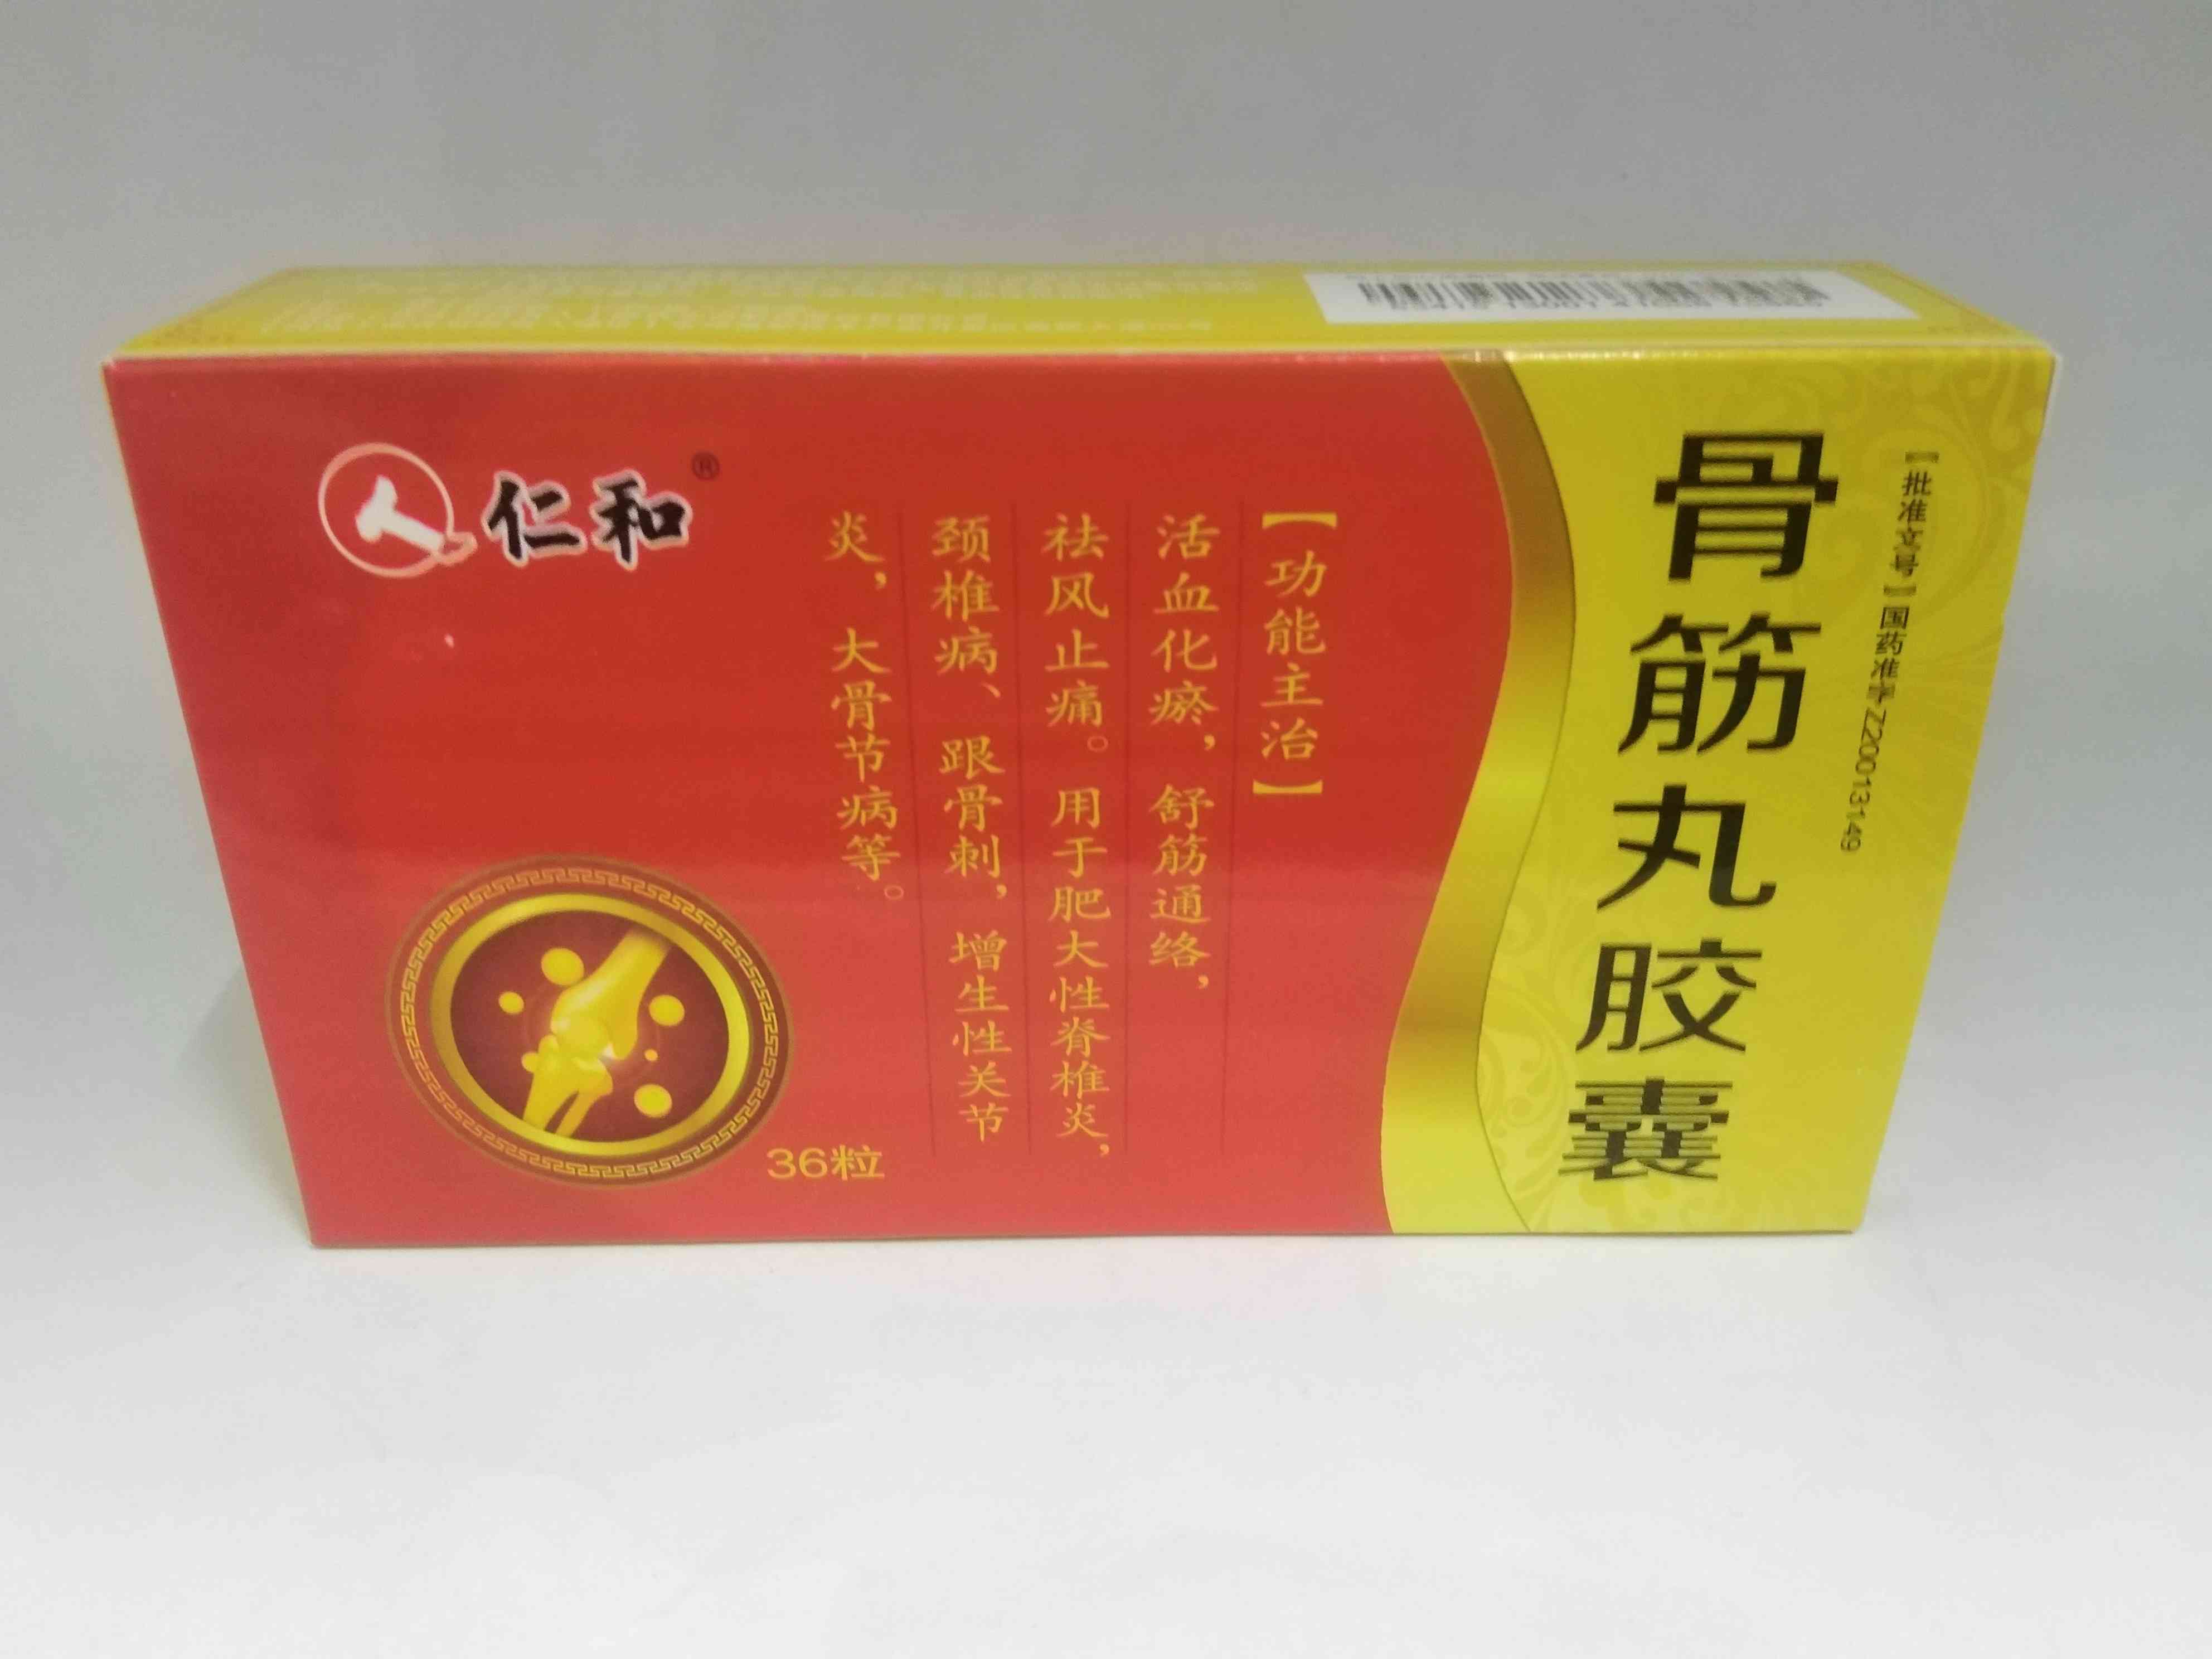 【批准文号】国药准字Z20013149
骨筋丸胶囊
【功能主治】
活血化瘀，舒筋通络，
祛风止痛。用于肥大性脊椎炎，
颈椎病、跟骨刺，增生性关节
炎，大骨节病等。
仁和®
36粒